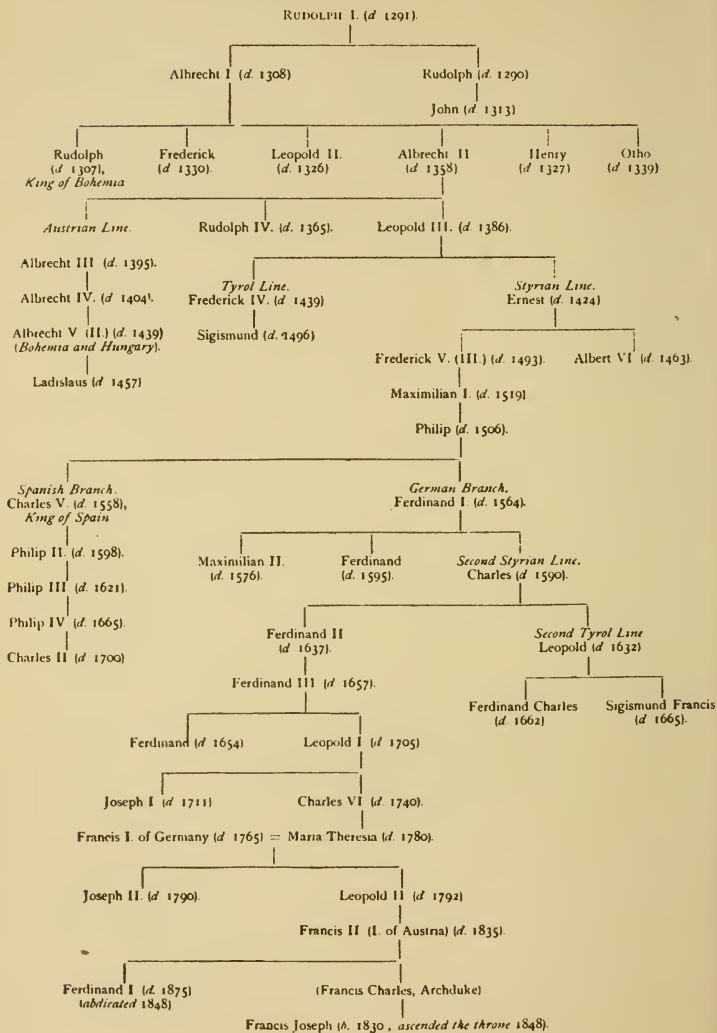 RUDOLPH I. (d 1291).
Albrecht I (d. 1308) Rudolph (d. 1290)
John (d 1313)
Rudolph Frederick Leopold II. Albrecht II Henry Otho
(d 1307), (d 1330). (d 1326) (d 1358) (d 1327) (d 1339)
King of Bohemia
Austrian Line. Rudolph IV. (d. 1365). Leopold III. (d 1386).
Albrecht III (d. 1395). Tyrol Line. Styrian Line.
Albrecht IV. (d 1404). Frederick IV. (d 1439) Ernest (d. 1424)
Albrecht V (II.) (d. 1439) Sigismund (d. 1496)
(Bohemia and Hungary).
Frederick V. (III.) (d. 1493). Albert VI (d. 1463).
Ladislaus (d 1457)
Maximilian I. (d. 1519)
Philip (d. 1506).
Spanish Branch. German Branch.
Charles V. (d. 1558), Ferdinand I. (d. 1564).
King of Spain
Philip II. (d. 1598). Maximilian II. Ferdinand Second Styrian Line.
(d. 1576). (d. 1595). Charles (d 1590).
Philip III (d. 1621).
Philip IV (d. 1665).
Ferdinand II Second Tyrol Line
Charles II (d 1700) (d 1637). Leopold (d 1632)
Ferdinand III (d 1657).
Ferdinand Charles Sigismund Francis
(d 1662) (d 1665).
Ferdinand (d 1654) Leopold I (d 1705)
Joseph I (d 1711) Charles VI (d. 1740).
Francis I. of Germany (d 1765) = Maria Theresia (d. 1780).
Joseph II. (d 1790). Leopold II (d 1792)
Francis II (I. of Austria) (d. 1835).
Ferdinand I (d. 1875) (Francis Charles, Archduke)
(abdicated 1848)
Francis Joseph (b. 1830, ascended the throne 1848).